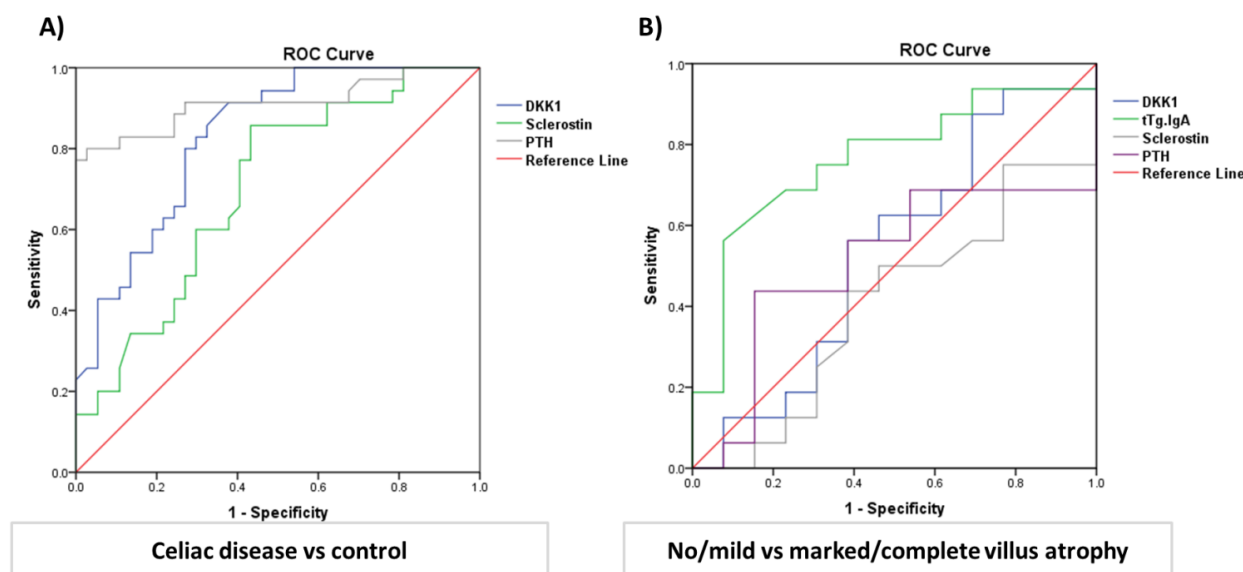 A)
ROC Curve
1.0
0.8
0.6
0.4
0.2
0.0
Sensitivity
0.0 0.2 0.4 0.6 0.8 1.0
1 - Specificity
DKK1
Sclerostin
PTH
Reference Line
Celiac disease vs control
B)
ROC Curve
1.0
0.8
0.6
0.4
0.2
0.0
Sensitivity
0.0 0.2 0.4 0.6 0.8 1.0
1 - Specificity
DKK1
tTg.IgA
Sclerostin
PTH
Reference Line
No/mild vs marked/complete villus atrophy